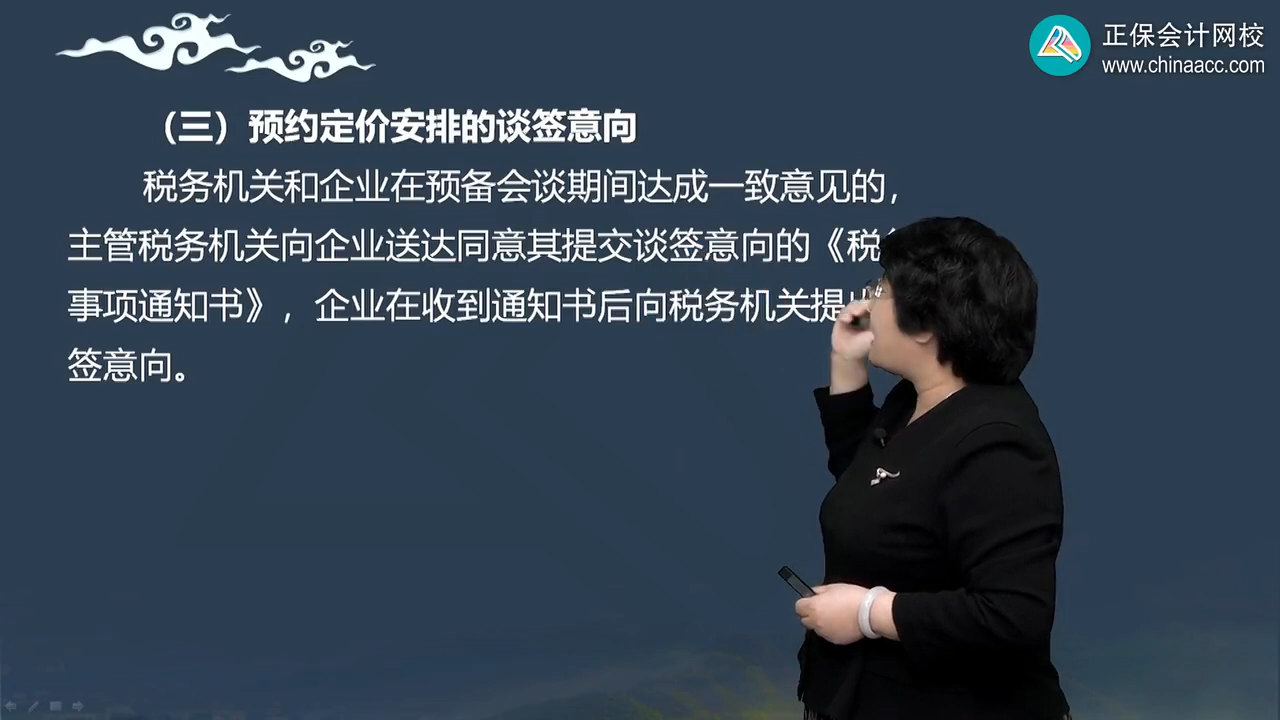 正保会计网校
www.chinaacc.com
（三）预约定价安排的谈签意向
税务机关和企业在预备会谈期间达成一致意见的，
主管税务机关向企业送达同意其提交谈签意向的《税
事项通知书》，企业在收到通知书后向税务机关提
签意向。